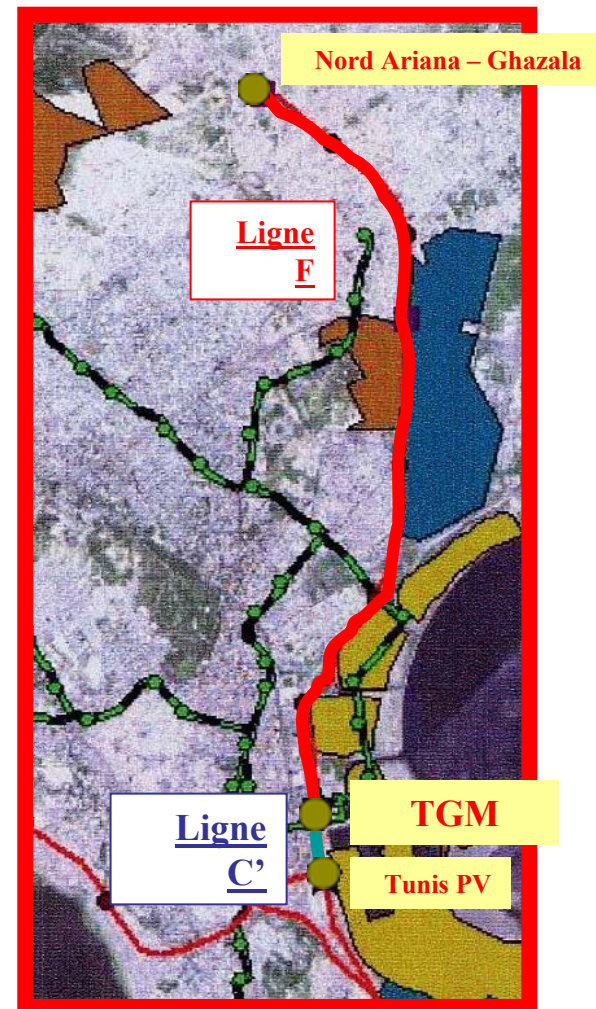 Nord Ariana – Ghazala
Ligne
F
Ligne
C’
TGM
Tunis PV